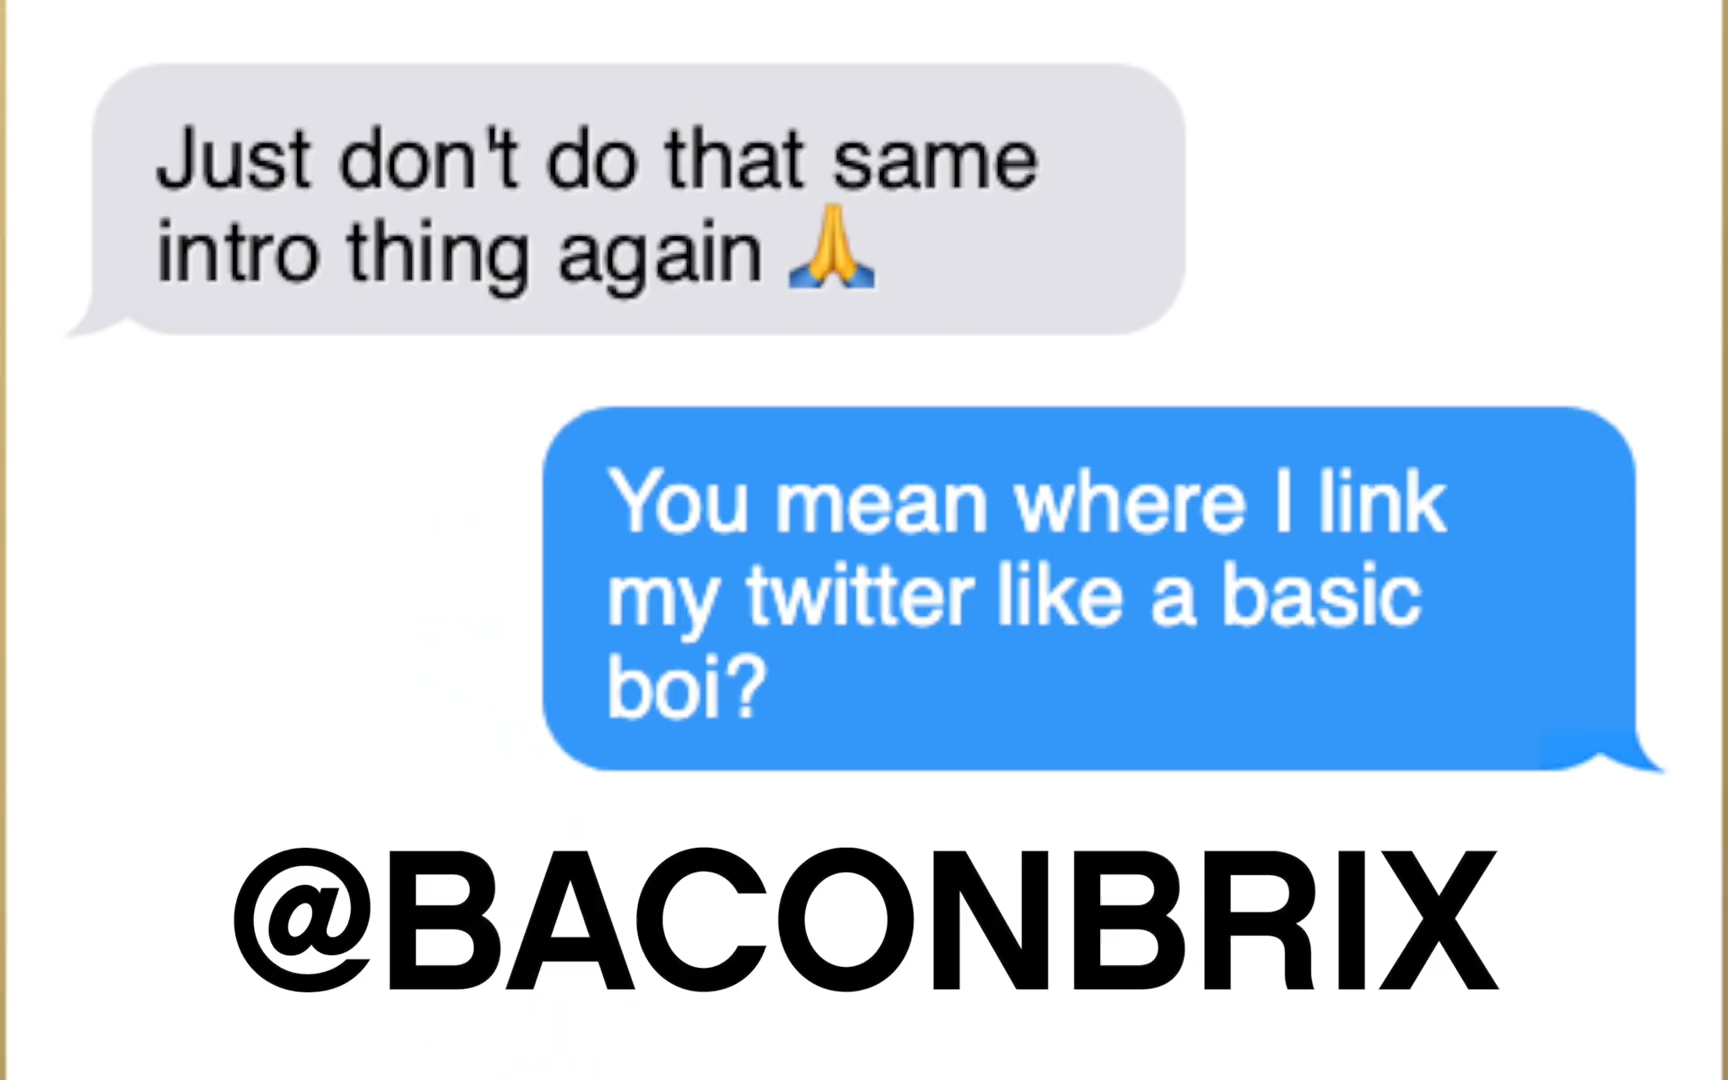 Just don't do that same
intro thing again 🙏
You mean where I link
my twitter like a basic
boi?
@BACONBRIX